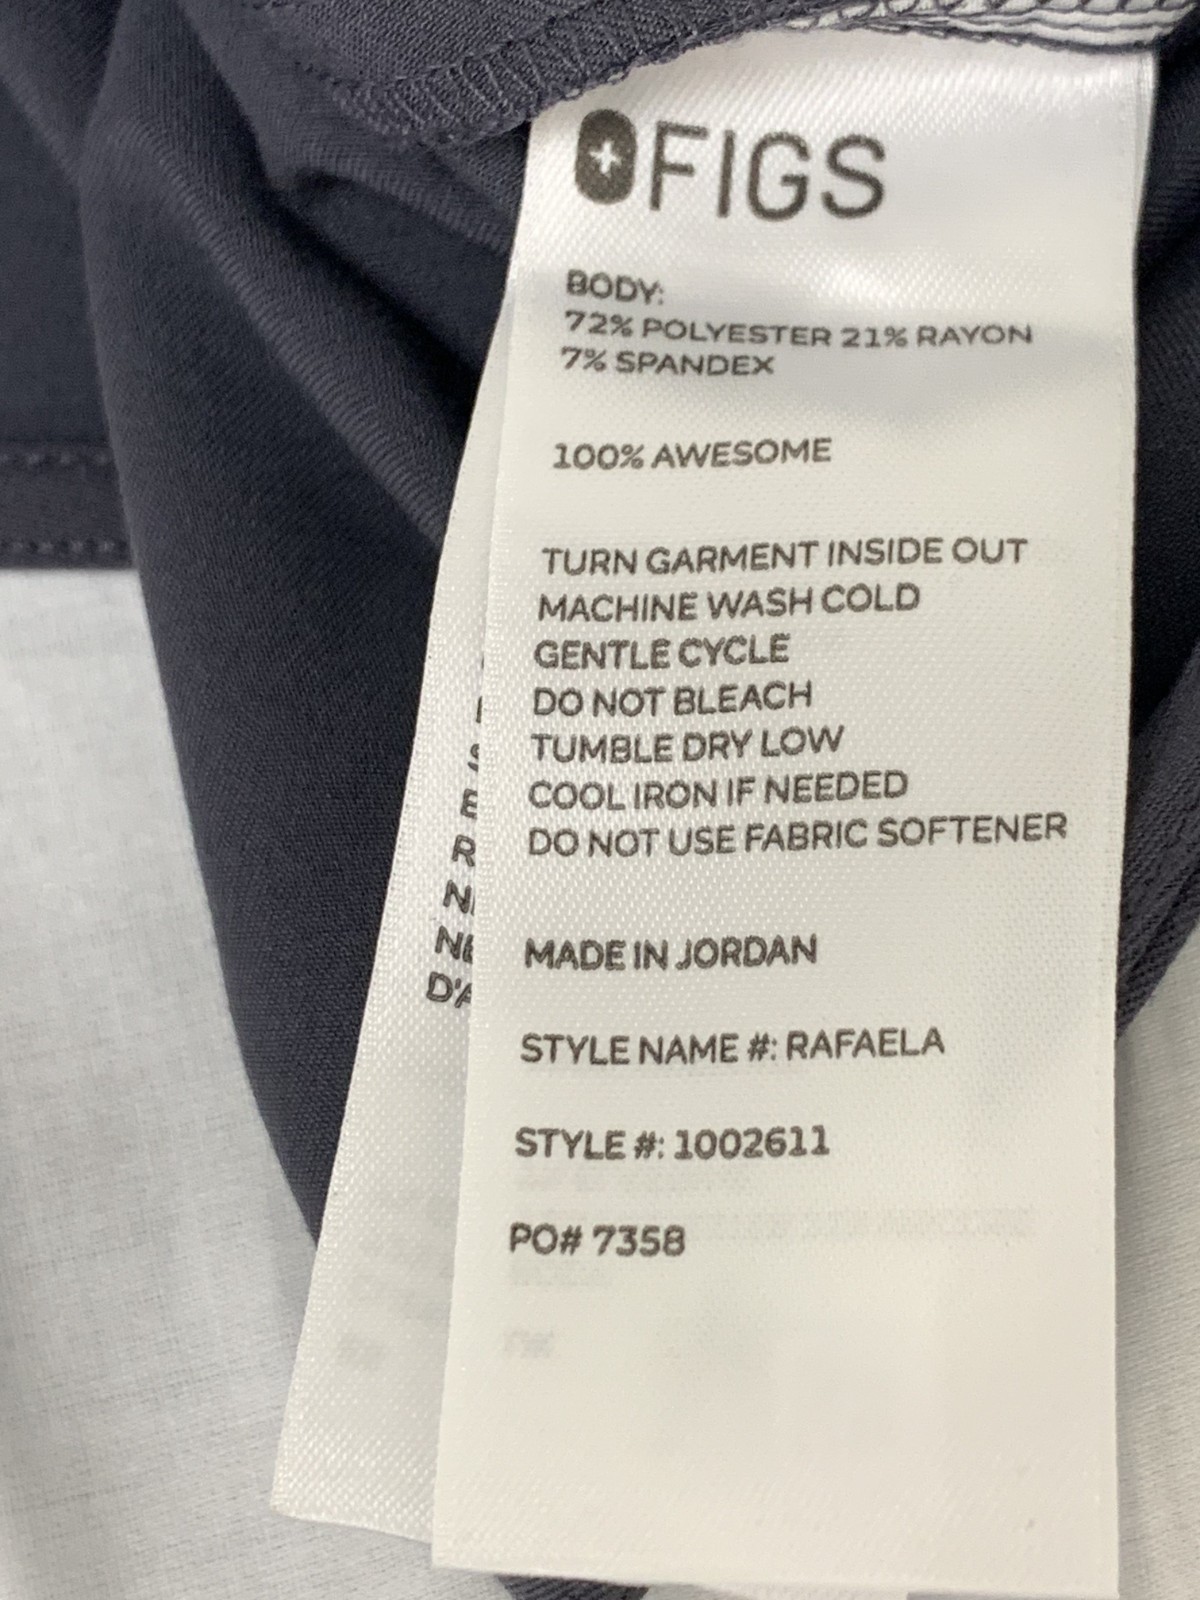 FIGS
BODY:
72% POLYESTER 21% RAYON
7% SPANDEX
100% AWESOME
TURN GARMENT INSIDE OUT
MACHINE WASH COLD
GENTLE CYCLE
DO NOT BLEACH
TUMBLE DRY LOW
COOL IRON IF NEEDED
DO NOT USE FABRIC SOFTENER
MADE IN JORDAN
STYLE NAME #: RAFAELA
STYLE #: 1002611
PO# 7358